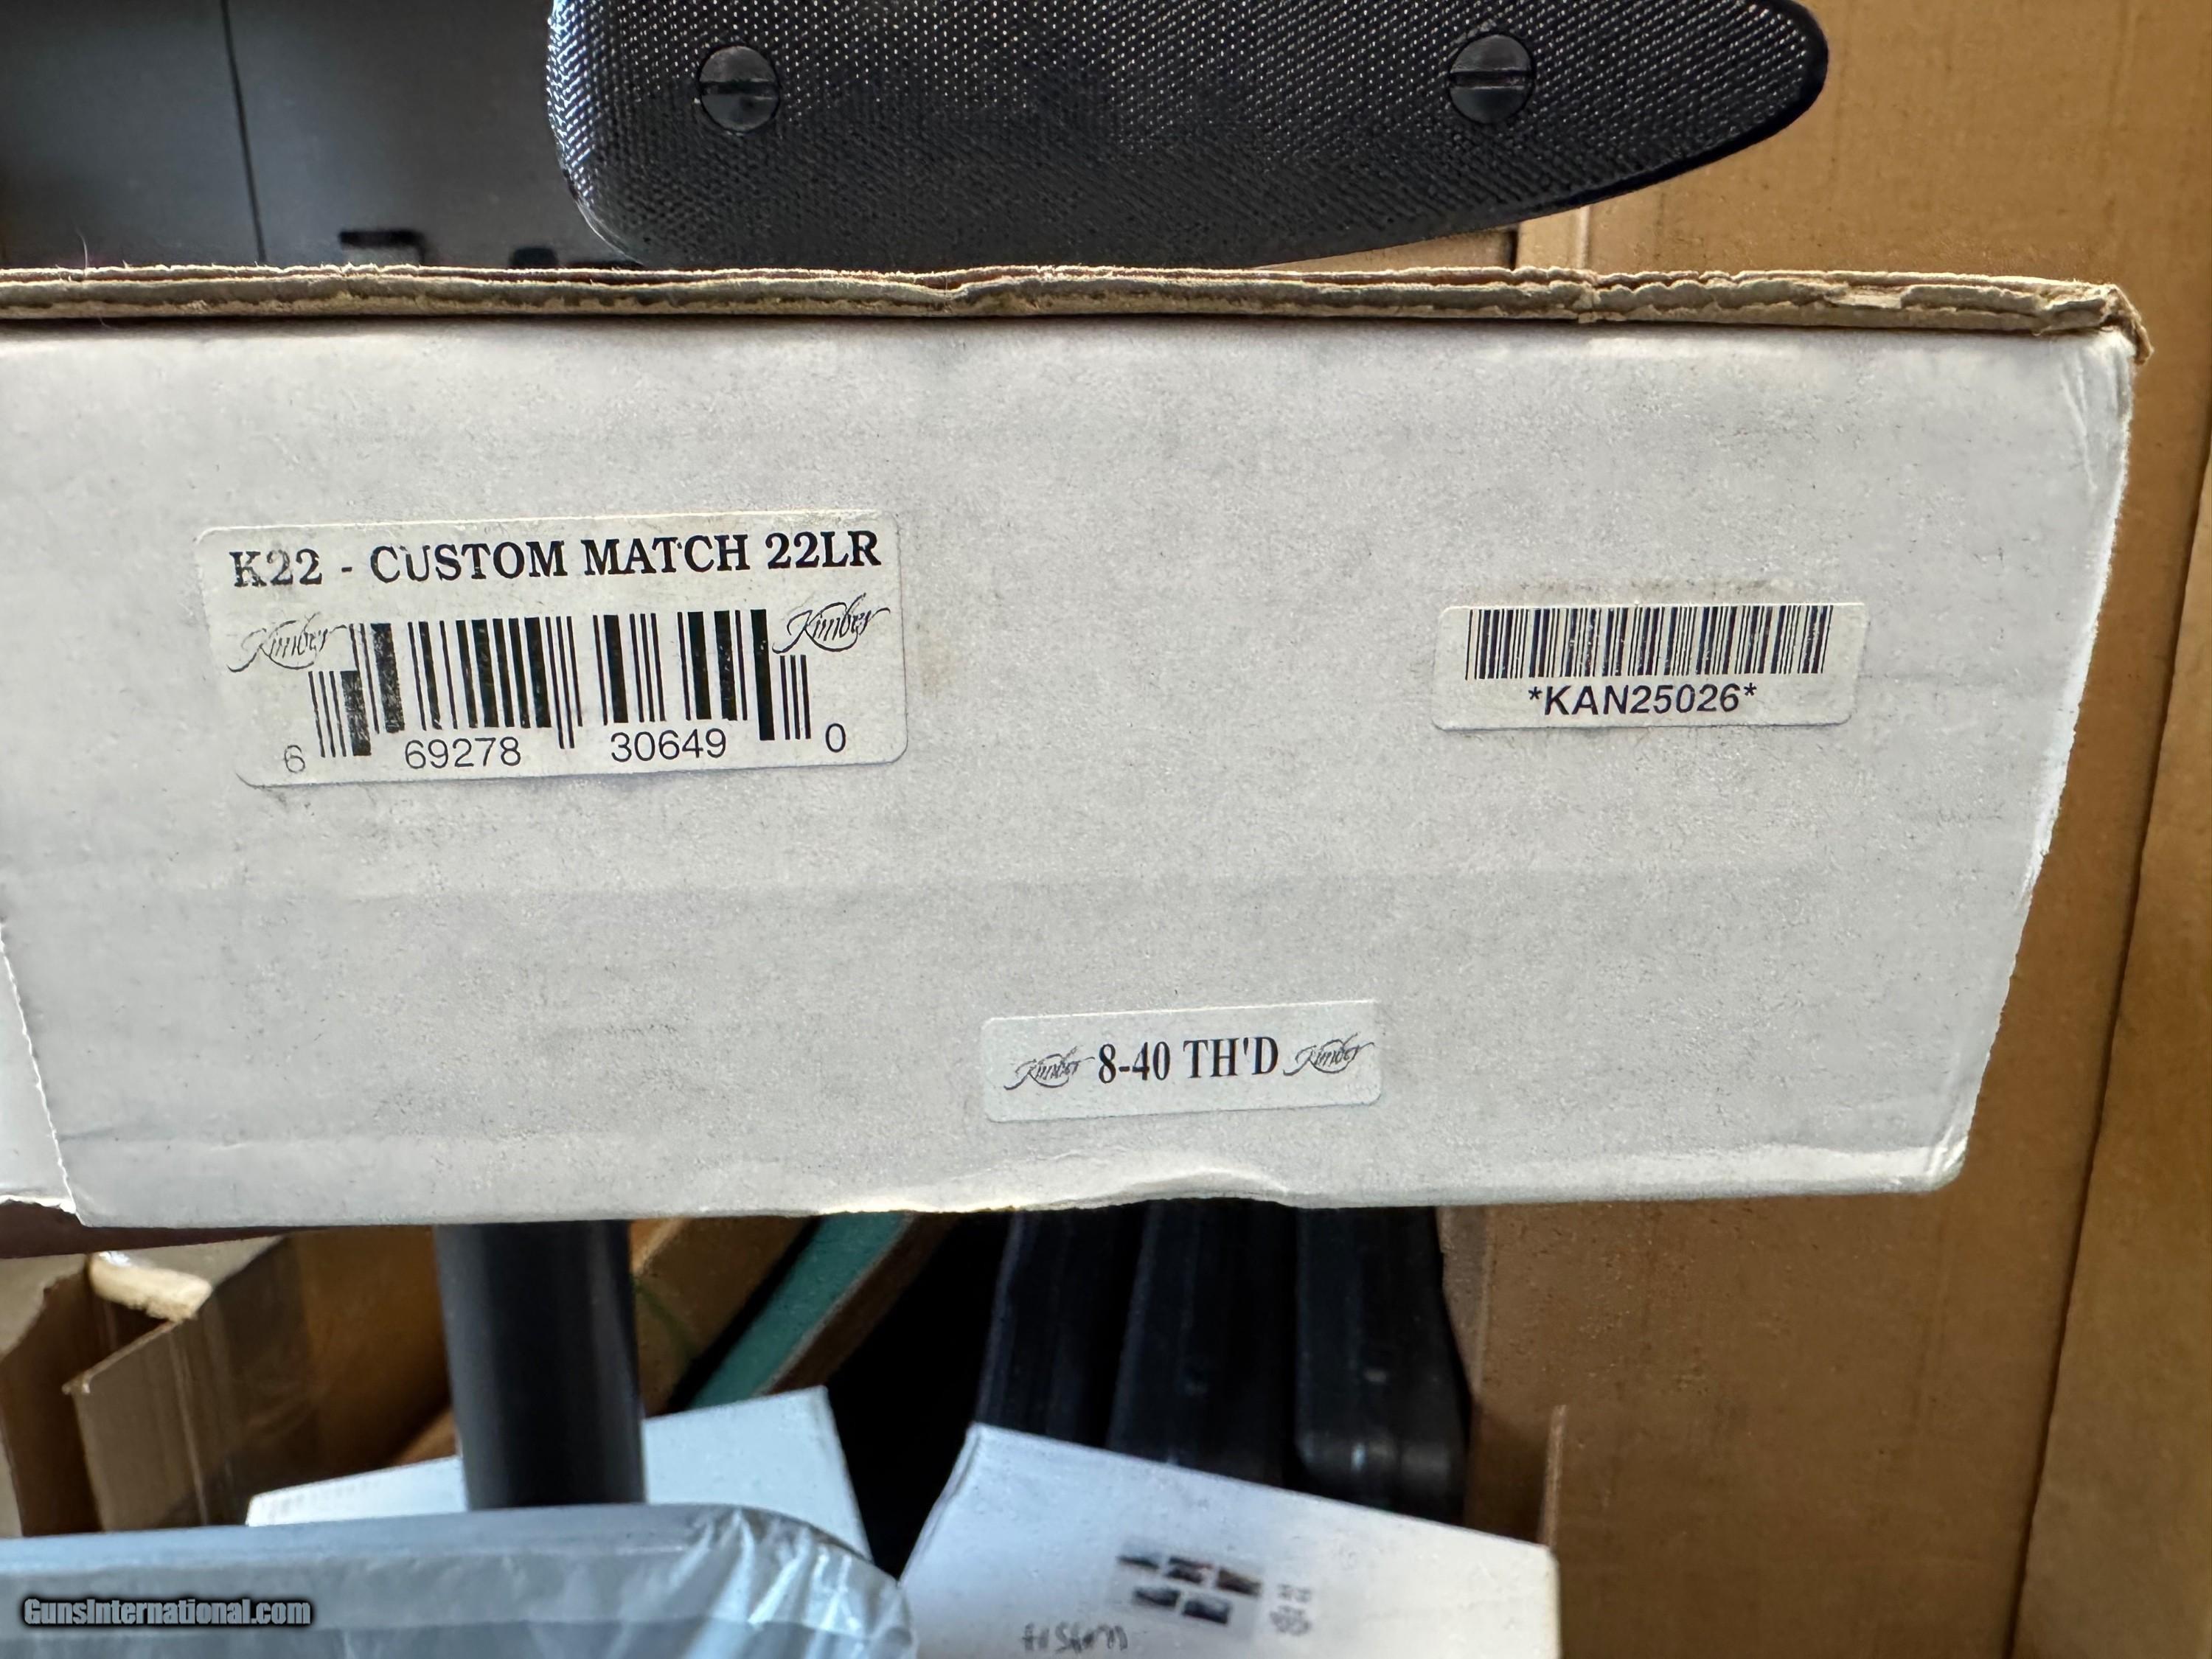 K22 - CUSTOM MATCH 22LR
Kimber Kimber
6 69278 30649 0
*KAN25026*
Kimber 8-40 TH'D Kimber
GunsInternational.com